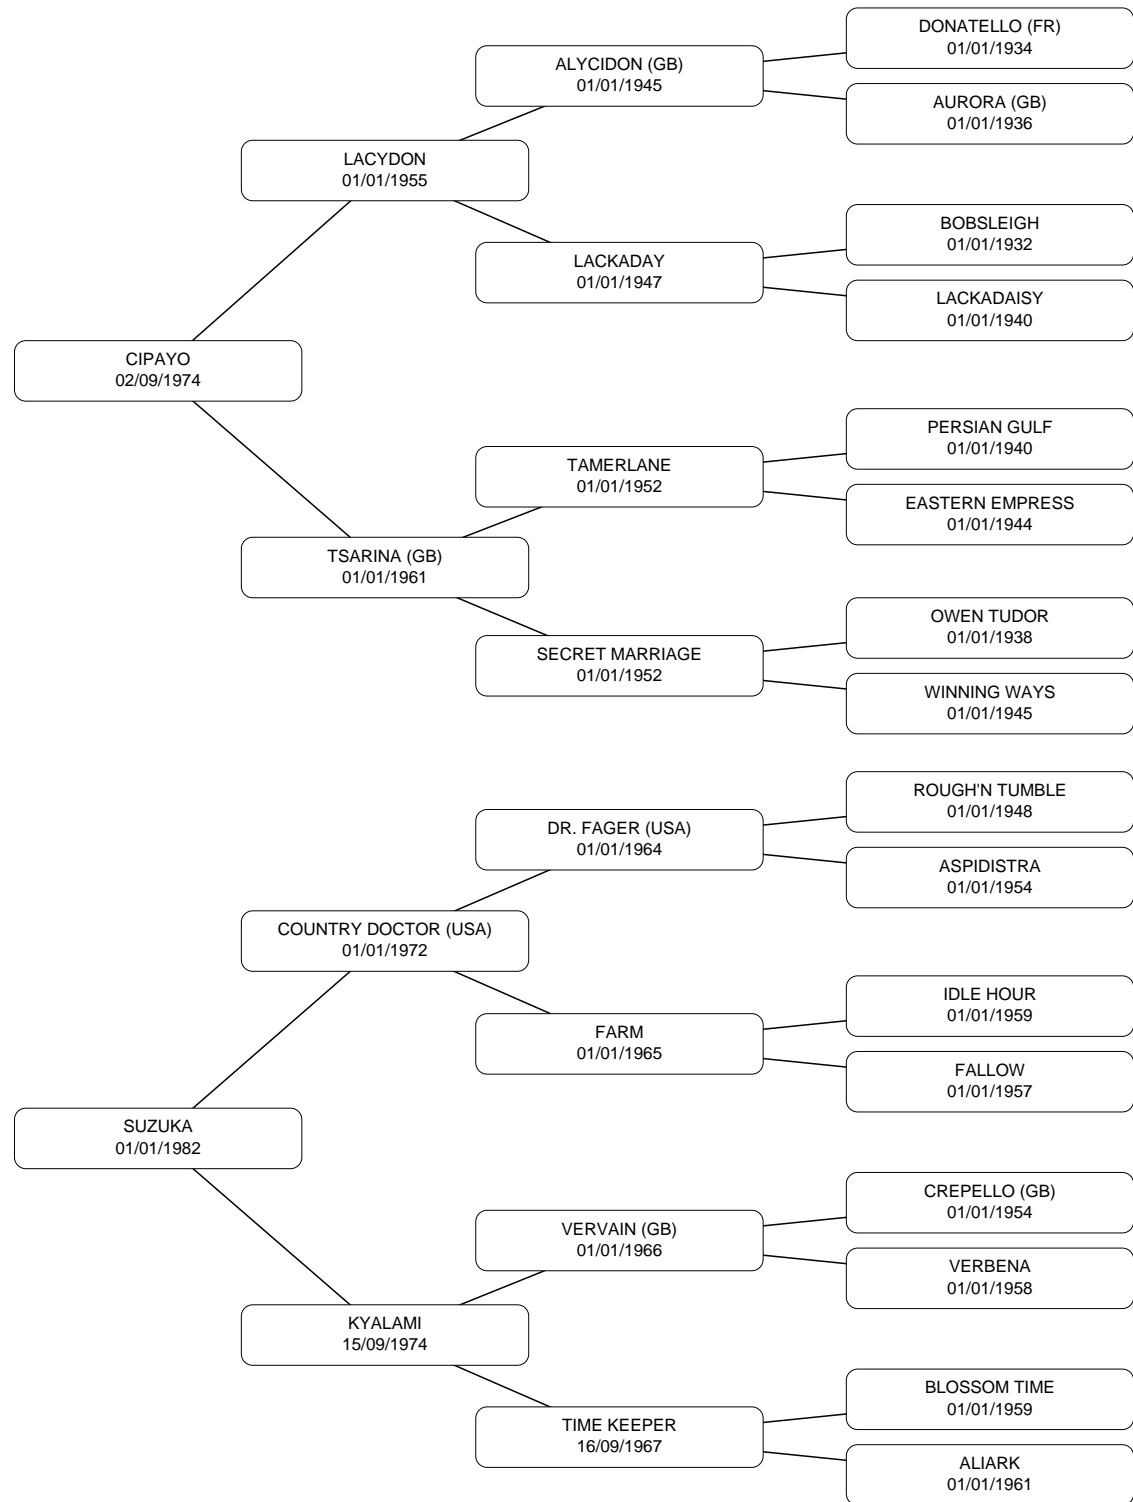 DONATELLO (FR)
01/01/1934
ALYCIDON (GB)
01/01/1945
AURORA (GB)
01/01/1936
LACYDON
01/01/1955
BOBSLEIGH
01/01/1932
LACKADAY
01/01/1947
LACKADAISY
01/01/1940
CIPAYO
02/09/1974
PERSIAN GULF
01/01/1940
TAMERLANE
01/01/1952
EASTERN EMPRESS
01/01/1944
TSARINA (GB)
01/01/1961
OWEN TUDOR
01/01/1938
SECRET MARRIAGE
01/01/1952
WINNING WAYS
01/01/1945
ROUGH'N TUMBLE
01/01/1948
DR. FAGER (USA)
01/01/1964
ASPIDISTRA
01/01/1954
COUNTRY DOCTOR (USA)
01/01/1972
IDLE HOUR
01/01/1959
FARM
01/01/1965
FALLOW
01/01/1957
SUZUKA
01/01/1982
CREPELLO (GB)
01/01/1954
VERVAIN (GB)
01/01/1966
VERBENA
01/01/1958
KYALAMI
15/09/1974
BLOSSOM TIME
01/01/1959
TIME KEEPER
16/09/1967
ALIARK
01/01/1961